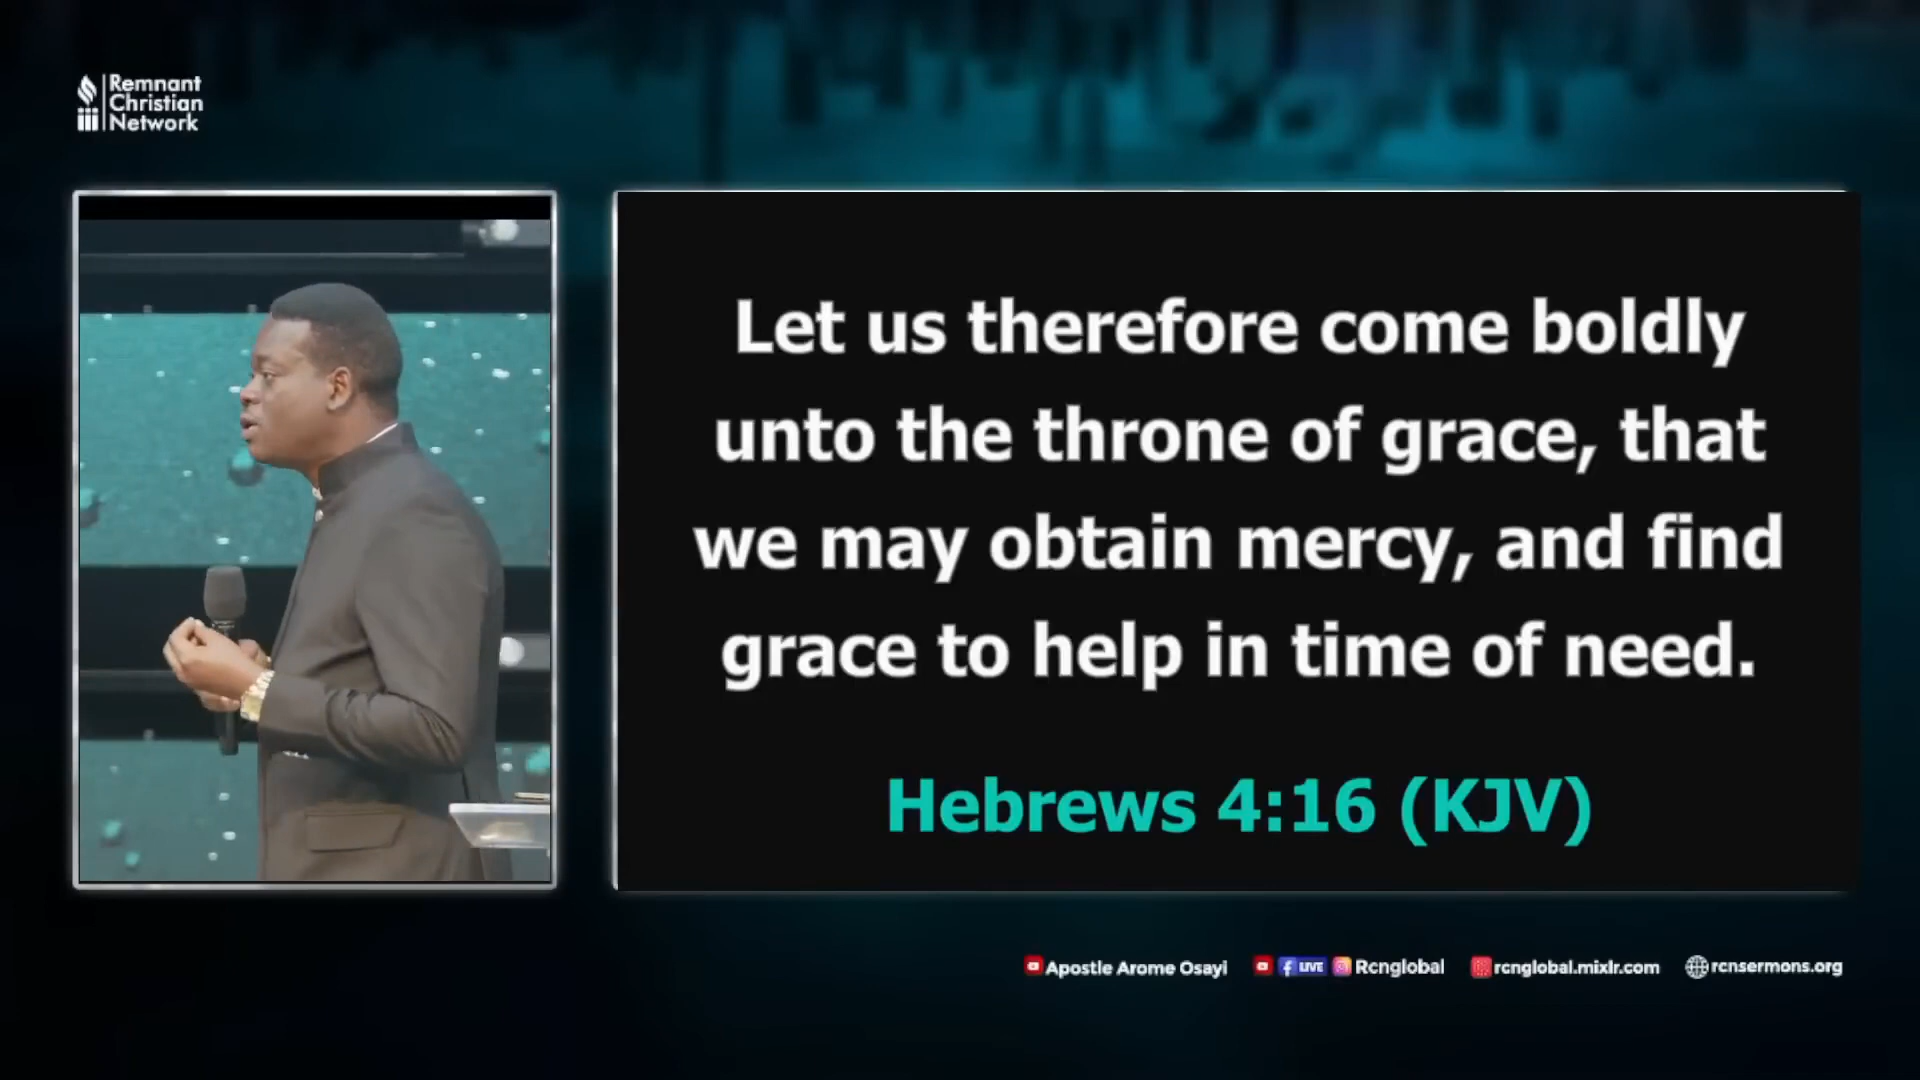 Remnant
Christian
Network
Let us therefore come boldly
unto the throne of grace, that
we may obtain mercy, and find
grace to help in time of need.
Hebrews 4:16 (KJV)
Apostle Arome Osayi
LIVE Rcnglobal
rcnglobal.mixlr.com
rcnsermons.org